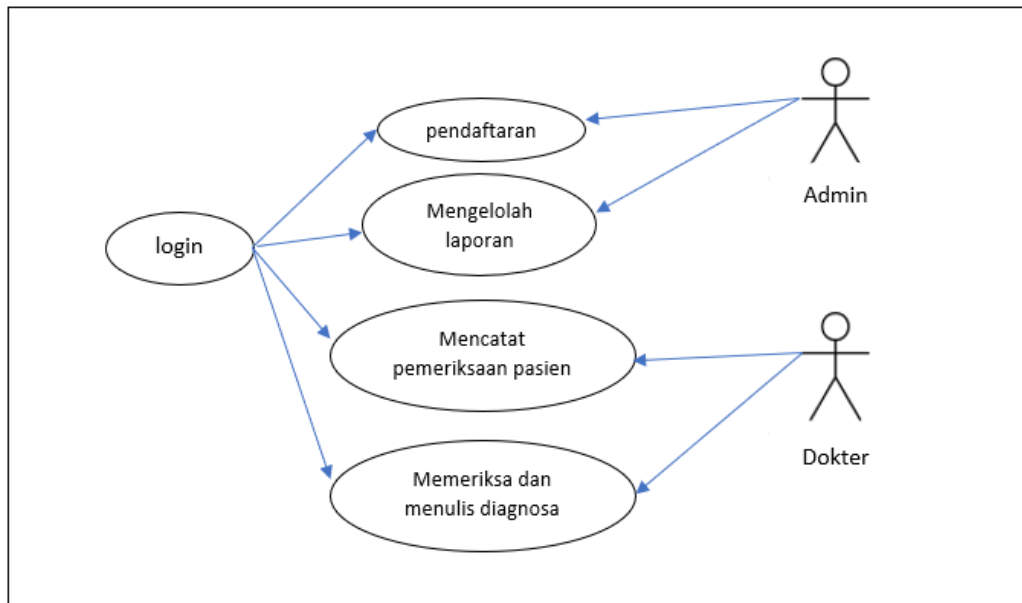 pendaftaran
Admin
Mengelolah
laporan
login
Mencatat
pemeriksaan pasien
Dokter
Memeriksa dan
menulis diagnosa